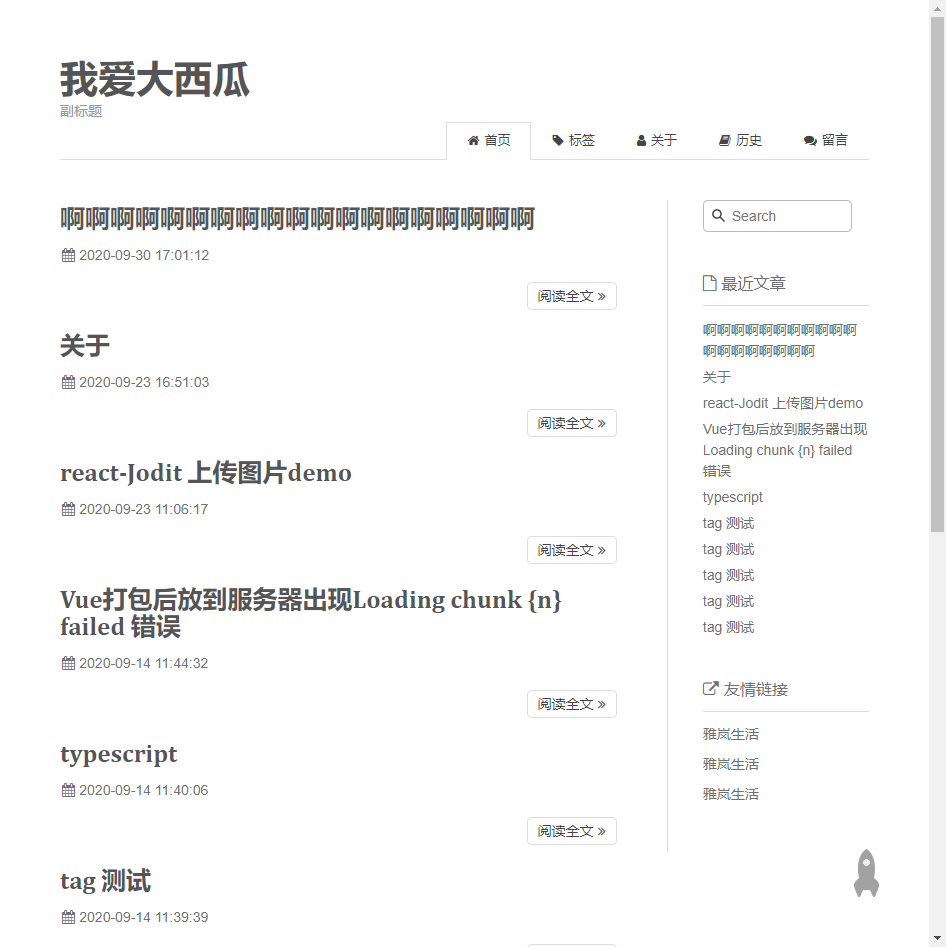 我爱大西瓜
副标题
首页 标签 关于 历史 留言
啊啊啊啊啊啊啊啊啊啊啊啊啊啊啊啊啊啊啊
2020-09-30 17:01:12
阅读全文 »
关于
2020-09-23 16:51:03
阅读全文 »
react-Jodit 上传图片demo
2020-09-23 11:06:17
阅读全文 »
Vue打包后放到服务器出现Loading chunk {n}
failed 错误
2020-09-14 11:44:32
阅读全文 »
typescript
2020-09-14 11:40:06
阅读全文 »
tag 测试
2020-09-14 11:39:39
Search
最近文章
啊啊啊啊啊啊啊啊啊啊啊
啊啊啊啊啊啊啊啊
关于
react-Jodit 上传图片demo
Vue打包后放到服务器出现
Loading chunk {n} failed
错误
typescript
tag 测试
tag 测试
tag 测试
tag 测试
tag 测试
友情链接
雅岚生活
雅岚生活
雅岚生活